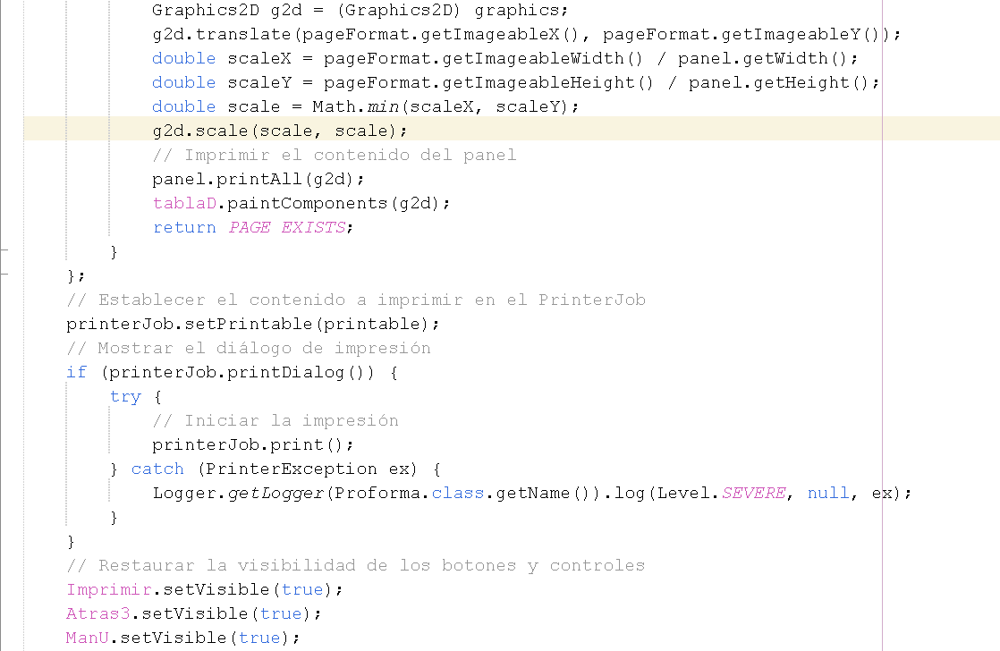 Graphics2D g2d = (Graphics2D) graphics;
g2d.translate(pageFormat.getImageableX(), pageFormat.getImageableY());
double scaleX = pageFormat.getImageableWidth() / panel.getWidth();
double scaleY = pageFormat.getImageableHeight() / panel.getHeight();
double scale = Math.min(scaleX, scaleY);
g2d.scale(scale, scale);
// Imprimir el contenido del panel
panel.printAll(g2d);
tablaD.paintComponents(g2d);
return PAGE_EXISTS;
}
};
// Establecer el contenido a imprimir en el PrinterJob
printerJob.setPrintable(printable);
// Mostrar el diálogo de impresión
if (printerJob.printDialog()) {
try {
// Iniciar la impresión
printerJob.print();
} catch (PrinterException ex) {
Logger.getLogger(Proforma.class.getName()).log(Level.SEVERE, null, ex);
}
}
// Restaurar la visibilidad de los botones y controles
Imprimir.setVisible(true);
Atras3.setVisible(true);
ManU.setVisible(true);